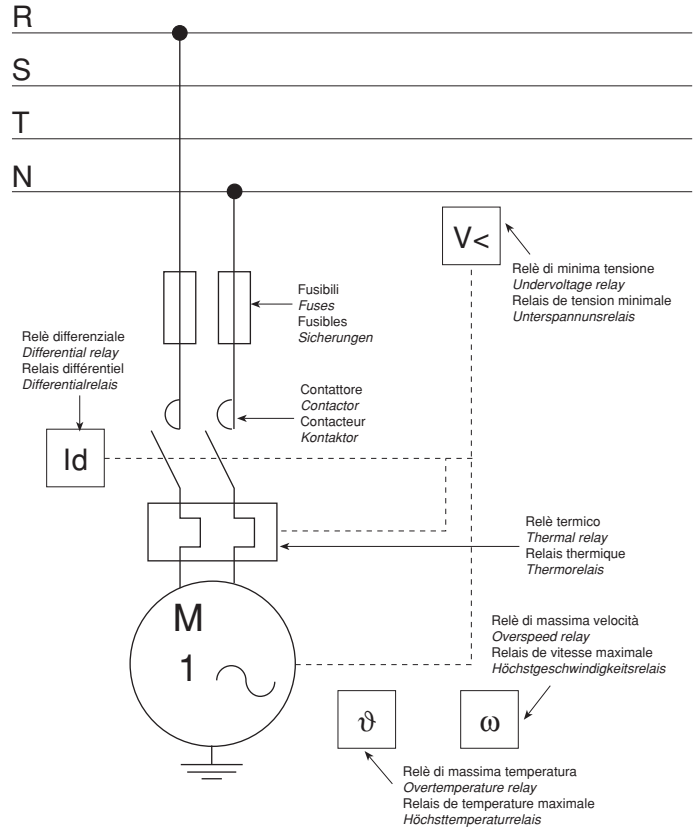 R
S
T
N
V<
Relè di minima tensione
Undervoltage relay
Relais de tension minimale
Unterspannunsrelais
Fusibili
Fuses
Fusibles
Sicherungen
Relè differenziale
Differential relay
Relais différentiel
Differentialrelais
Contattore
Contactor
Contacteur
Kontaktor
Id
Relè termico
Thermal relay
Relais thermique
Thermorelais
M
1
Relè di massima velocità
Overspeed relay
Relais de vitesse maximale
Höchstgeschwindigkeitsrelais
ϑ
ω
Relè di massima temperatura
Overtemperature relay
Relais de temperature maximale
Höchsttemperaturrelais